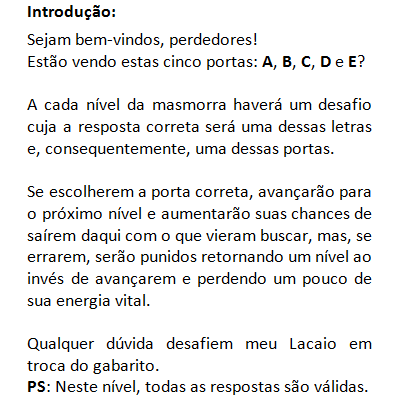 Introdução:
Sejam bem-vindos, perdedores!
Estão vendo estas cinco portas: A, B, C, D e E?
A cada nível da masmorra haverá um desafio
cuja a resposta correta será uma dessas letras
e, consequentemente, uma dessas portas.
Se escolherem a porta correta, avançarão para
o próximo nível e aumentarão suas chances de
saírem daqui com o que vieram buscar, mas, se
errarem, serão punidos retornando um nível ao
invés de avançarem e perdendo um pouco de
sua energia vital.
Qualquer dúvida desafiem meu Lacaio em
troca do gabarito.
PS: Neste nível, todas as respostas são válidas.